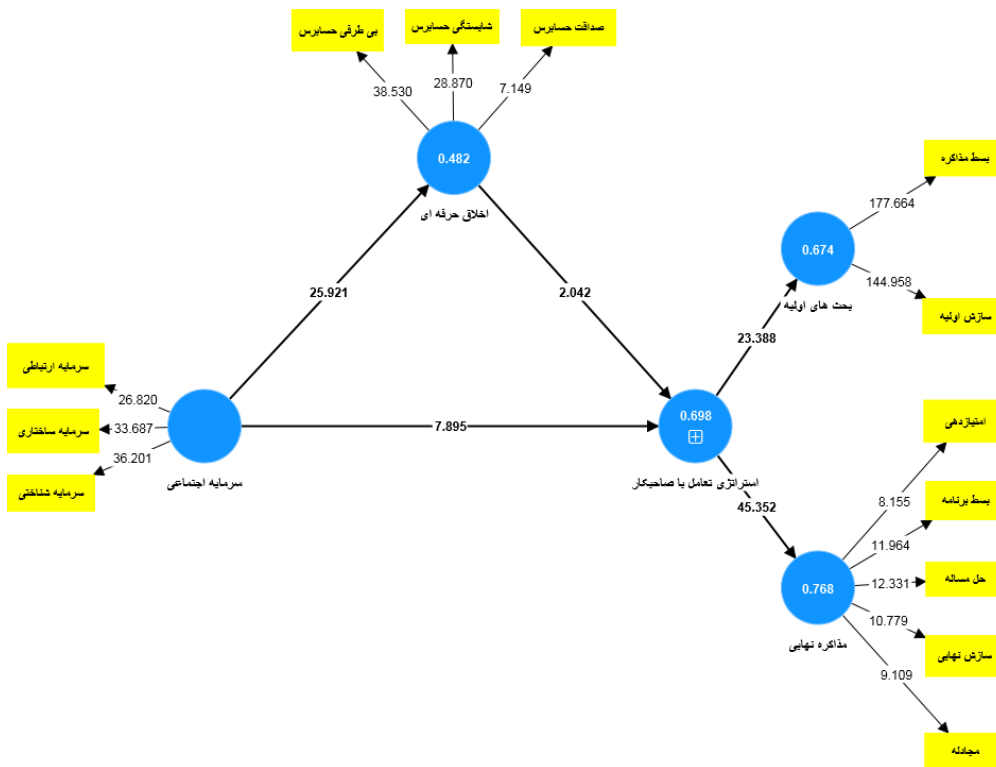 بی طرفی حسابرس
شایستگی حسابرس
صداقت حسابرس
38.530
28.870
7.149
0.482
اخلاق حرفه ای
بسط مذاکره
177.664
0.674
144.958
بحث های اولیه
سازش اولیه
25.921
2.042
23.388
سرمایه ارتباطی
26.820
سرمایه ساختاری
33.687
36.201
سرمایه شناختی
سرمایه اجتماعی
7.895
0.698
استراتژی تعامل با صاحبکار
45.352
امتیازدهی
8.155
بسط برنامه
11.964
حل مساله
12.331
0.768
10.779
سازش نهایی
مذاکره نهایی
9.109
مجادله